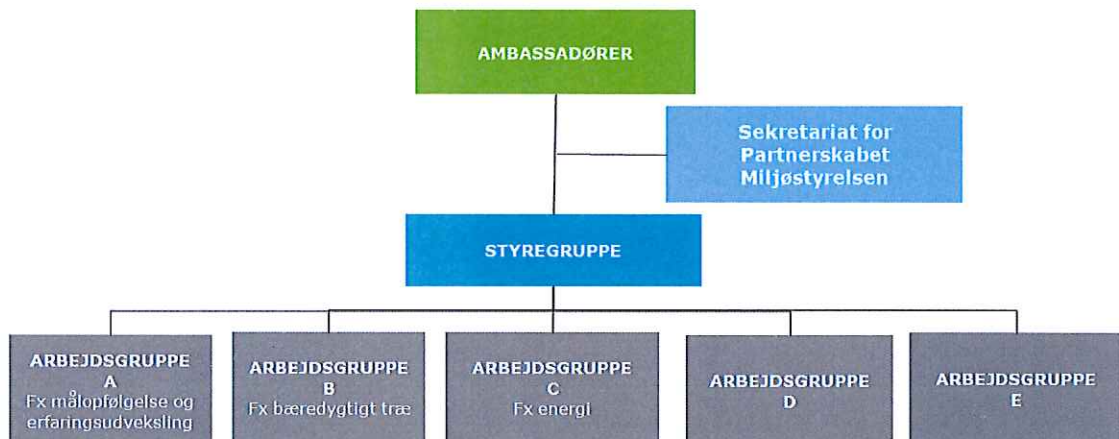 AMBASSADØRER
Sekretariat for
Partnerskabet
Miljøstyrelsen
STYREGRUPPE
ARBEJDSGRUPPE
A
Fx målopfølgelse og
erfaringsudveksling
ARBEJDSGRUPPE
B
Fx bæredygtigt træ
ARBEJDSGRUPPE
C
Fx energi
ARBEJDSGRUPPE
D
ARBEJDSGRUPPE
E